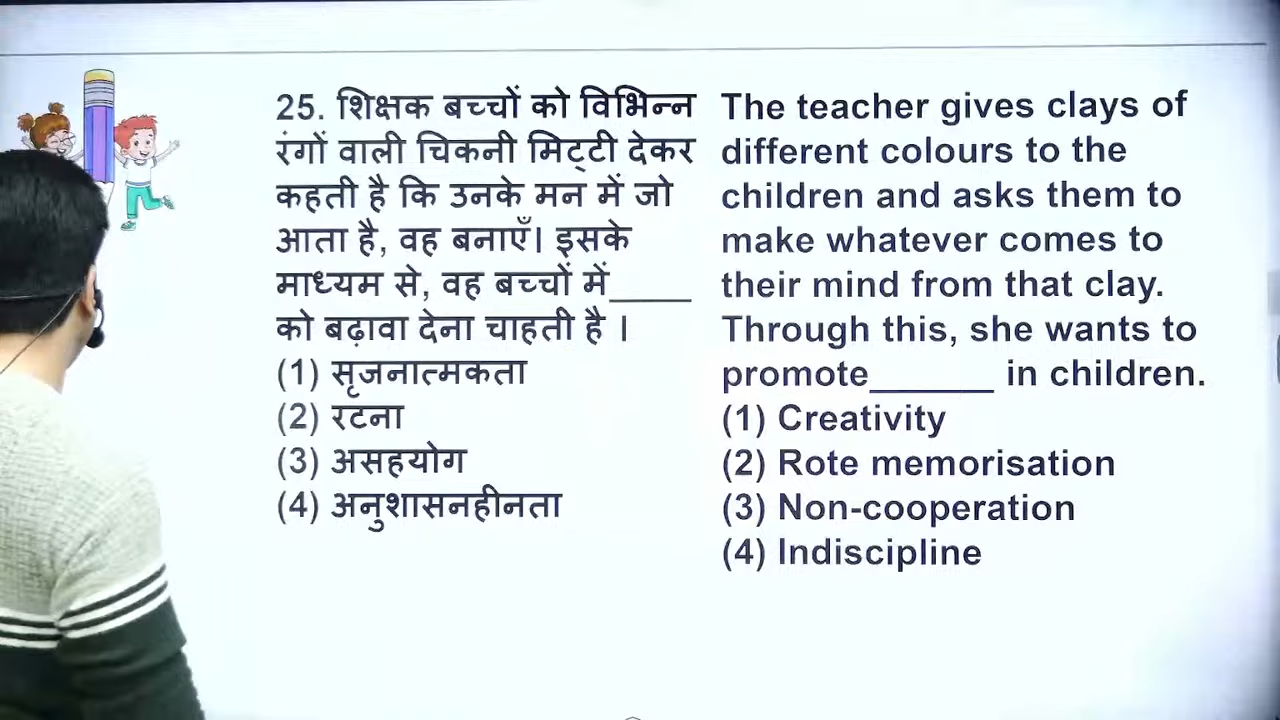 25. शिक्षक बच्चों को विभिन्न
रंगों वाली चिकनी मिट्टी देकर
कहती है कि उनके मन में जो
आता है, वह बनाएँ। इसके
माध्यम से, वह बच्चों में_____
को बढ़ावा देना चाहती है ।
(1) सृजनात्मकता
(2) रटना
(3) असहयोग
(4) अनुशासनहीनता
The teacher gives clays of
different colours to the
children and asks them to
make whatever comes to
their mind from that clay.
Through this, she wants to
promote______ in children.
(1) Creativity
(2) Rote memorisation
(3) Non-cooperation
(4) Indiscipline